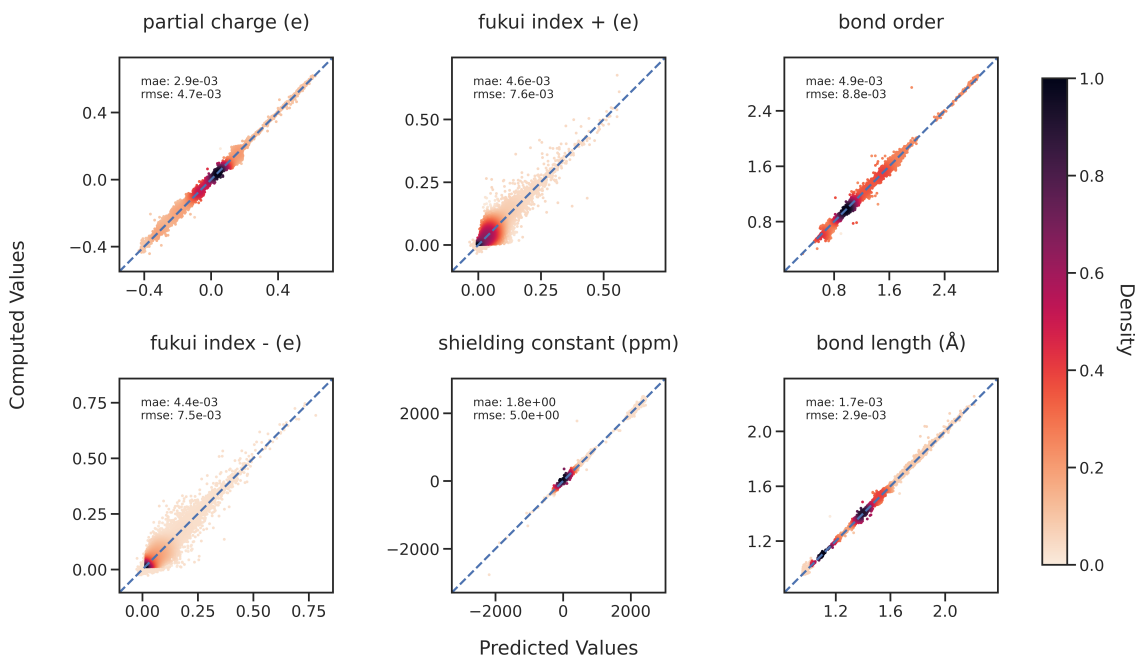 partial charge (e)
mae: 2.9e-03
rmse: 4.7e-03
0.4
0.0
−0.4
−0.4
0.0
0.4
fukui index + (e)
mae: 4.6e-03
rmse: 7.6e-03
0.50
0.25
0.00
0.00
0.25
0.50
bond order
mae: 4.9e-03
rmse: 8.8e-03
2.4
1.6
0.8
0.8
1.6
2.4
fukui index - (e)
mae: 4.4e-03
rmse: 7.5e-03
0.75
0.50
0.25
0.00
0.00
0.25
0.50
0.75
shielding constant (ppm)
mae: 1.8e+00
rmse: 5.0e+00
2000
0
−2000
−2000
0
2000
bond length (Å)
mae: 1.7e-03
rmse: 2.9e-03
2.0
1.6
1.2
1.2
1.6
2.0
Computed Values
Predicted Values
1.0
0.8
0.6
0.4
0.2
0.0
Density